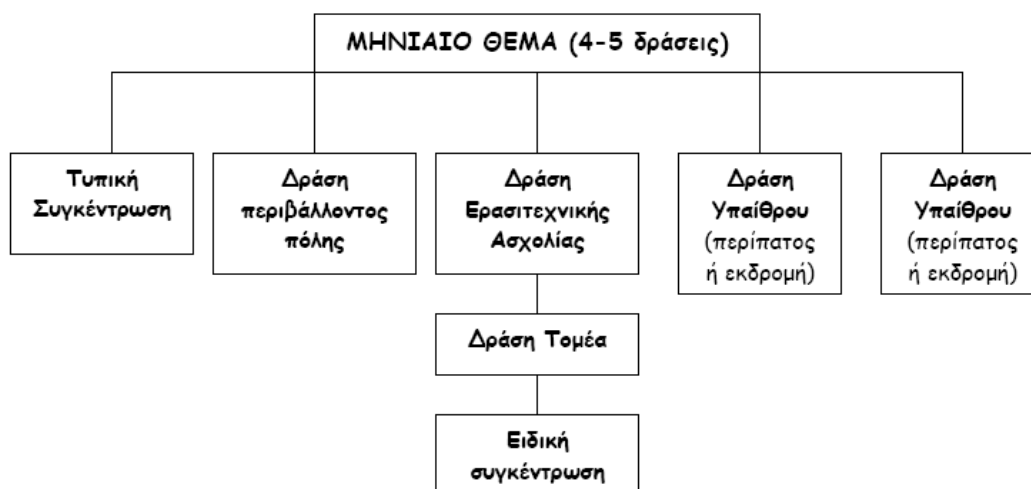 ΜΗΝΙΑΙΟ ΘΕΜΑ (4-5 δράσεις)
Τυπική
Συγκέντρωση
Δράση
περιβάλλοντος
πόλης
Δράση
Ερασιτεχνικής
Ασχολίας
Δράση
Υπαίθρου
(περίπατος
ή εκδρομή)
Δράση
Υπαίθρου
(περίπατος
ή εκδρομή)
Δράση Τομέα
Ειδική
συγκέντρωση